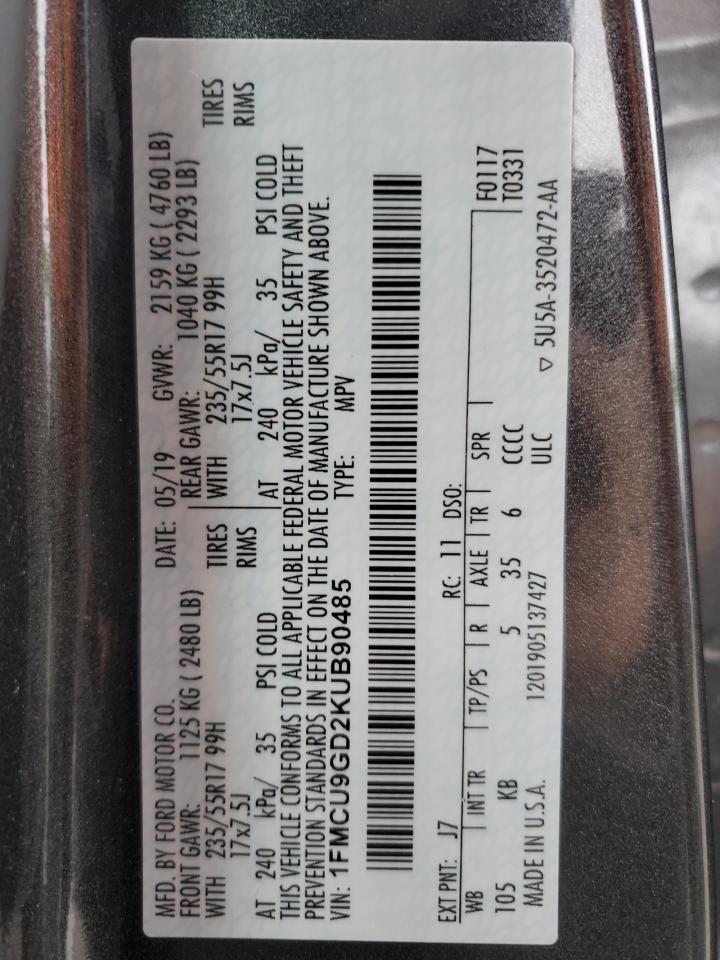 MFD. BY FORD MOTOR CO. DATE: 05/19 GVWR: 2159 KG ( 4760 LB)
FRONT GAWR: 1125 KG ( 2480 LB) REAR GAWR: 1040 KG ( 2293 LB)
WITH 235/55R17 99H TIRES WITH 235/55R17 99H TIRES
17x7.5J RIMS 17x7.5J RIMS
AT 240 kPa/ 35 PSI COLD AT 240 kPa/ 35 PSI COLD
THIS VEHICLE CONFORMS TO ALL APPLICABLE FEDERAL MOTOR VEHICLE SAFETY AND THEFT
PREVENTION STANDARDS IN EFFECT ON THE DATE OF MANUFACTURE SHOWN ABOVE.
VIN: 1FMCU9GD2KUB90485 TYPE: MPV
EXT PNT: J7 RC: 11 DSO: F0117
WB INT TR TP/PS R AXLE TR SPR T0331
105 KB 5 35 6 CCCC
MADE IN U.S.A. 1201905137427 ULC ▽ 5U5A-3520472-AA